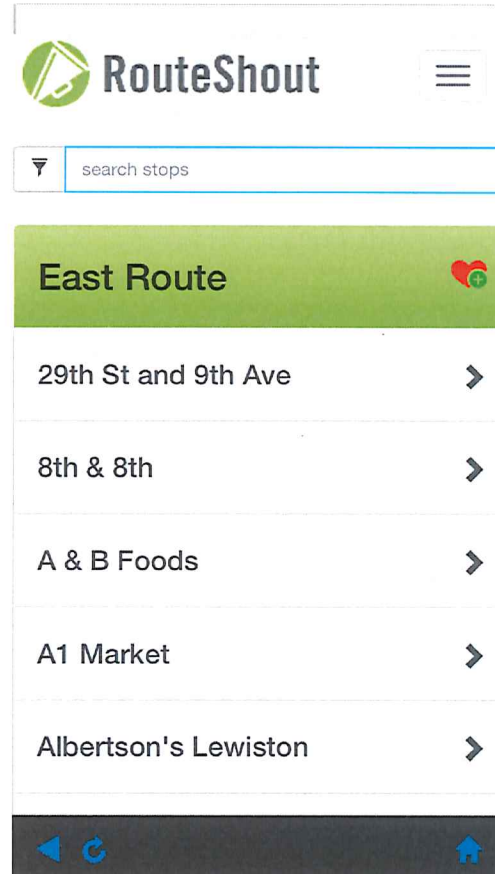 RouteShout
search stops
East Route
29th St and 9th Ave
8th & 8th
A & B Foods
A1 Market
Albertson's Lewiston